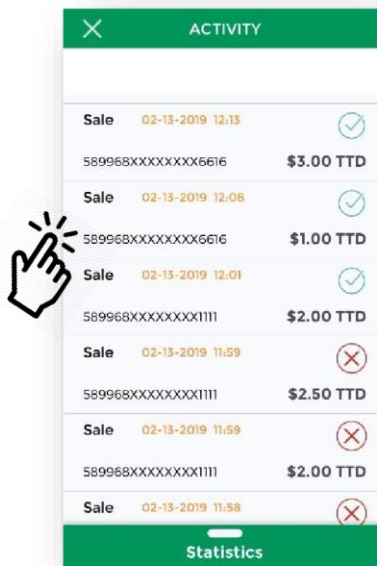 ACTIVITY
Sale 02-13-2019 12:13
589968XXXXXXXX6616 $3.00 TTD
Sale 02-13-2019 12:08
589968XXXXXXXX6616 $1.00 TTD
Sale 02-13-2019 12:01
589968XXXXXXXX1111 $2.00 TTD
Sale 02-13-2019 11:59
589968XXXXXXXX1111 $2.50 TTD
Sale 02-13-2019 11:59
589968XXXXXXXX1111 $2.00 TTD
Sale 02-13-2019 11:58
Statistics